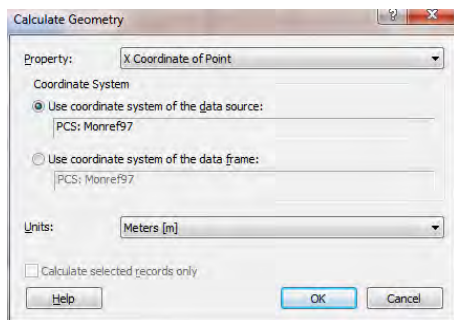 Calculate Geometry
Property: X Coordinate of Point
Coordinate System
Use coordinate system of the data source:
PCS: Monref97
Use coordinate system of the data frame:
PCS: Monref97
Units: Meters [m]
Calculate selected records only
Help OK Cancel